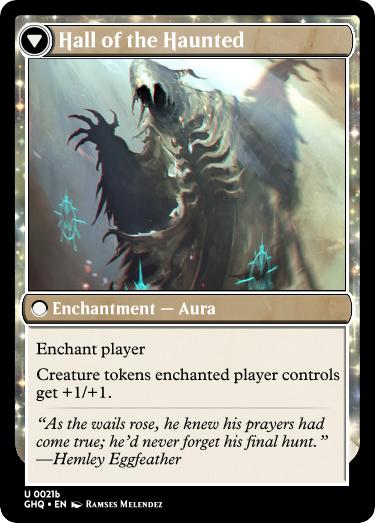 Hall of the Haunted
Enchantment — Aura
Enchant player
Creature tokens enchanted player controls
get +1/+1.
“As the wails rose, he knew his prayers had
come true; he’d never forget his final hunt.”
—Hemley Eggfeather
U 0021b
GHQ • EN Ramses Melendez